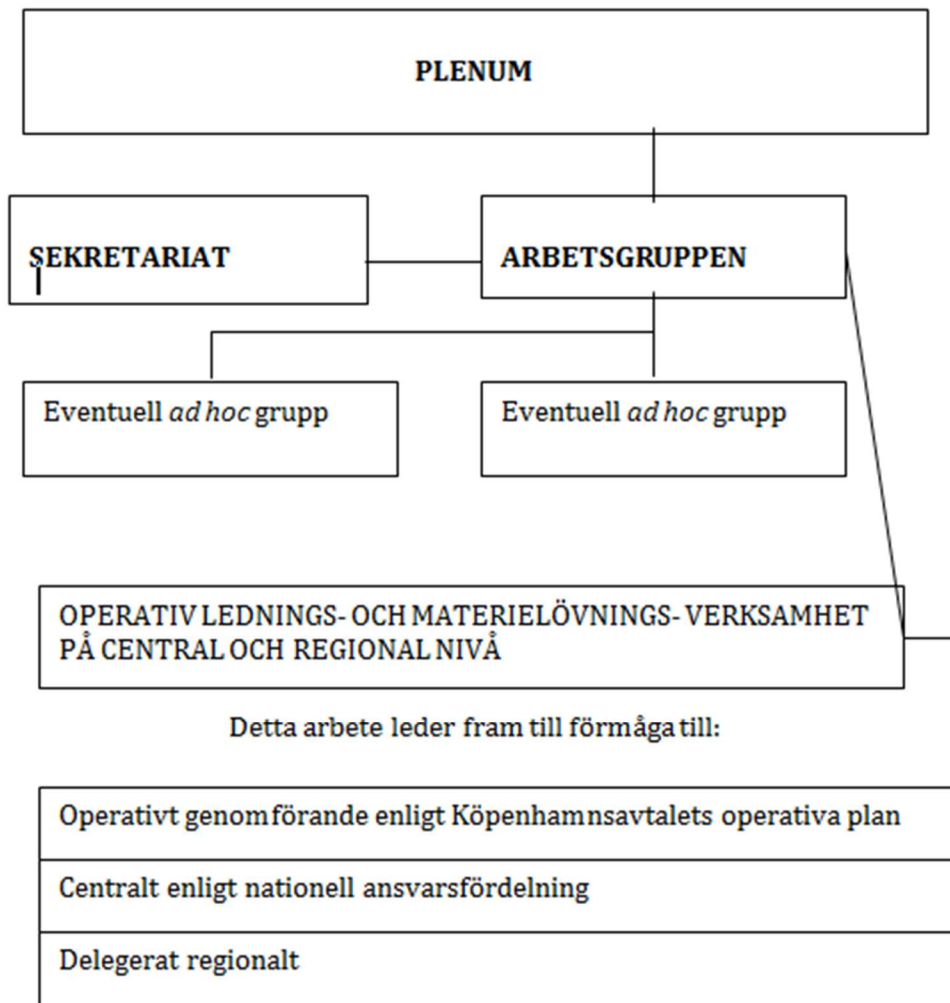 PLENUM
SEKRETARIAT
ARBETSGRUPPEN
Eventuell ad hoc grupp
Eventuell ad hoc grupp
OPERATIV LEDNINGS- OCH MATERIELÖVNINGS- VERKSAMHET
PÅ CENTRAL OCH REGIONAL NIVÅ
Detta arbete leder fram till förmåga till:
Operativt genomförande enligt Köpenhamnsavtalets operativa plan
Centralt enligt nationell ansvarsfördelning
Delegerat regionalt